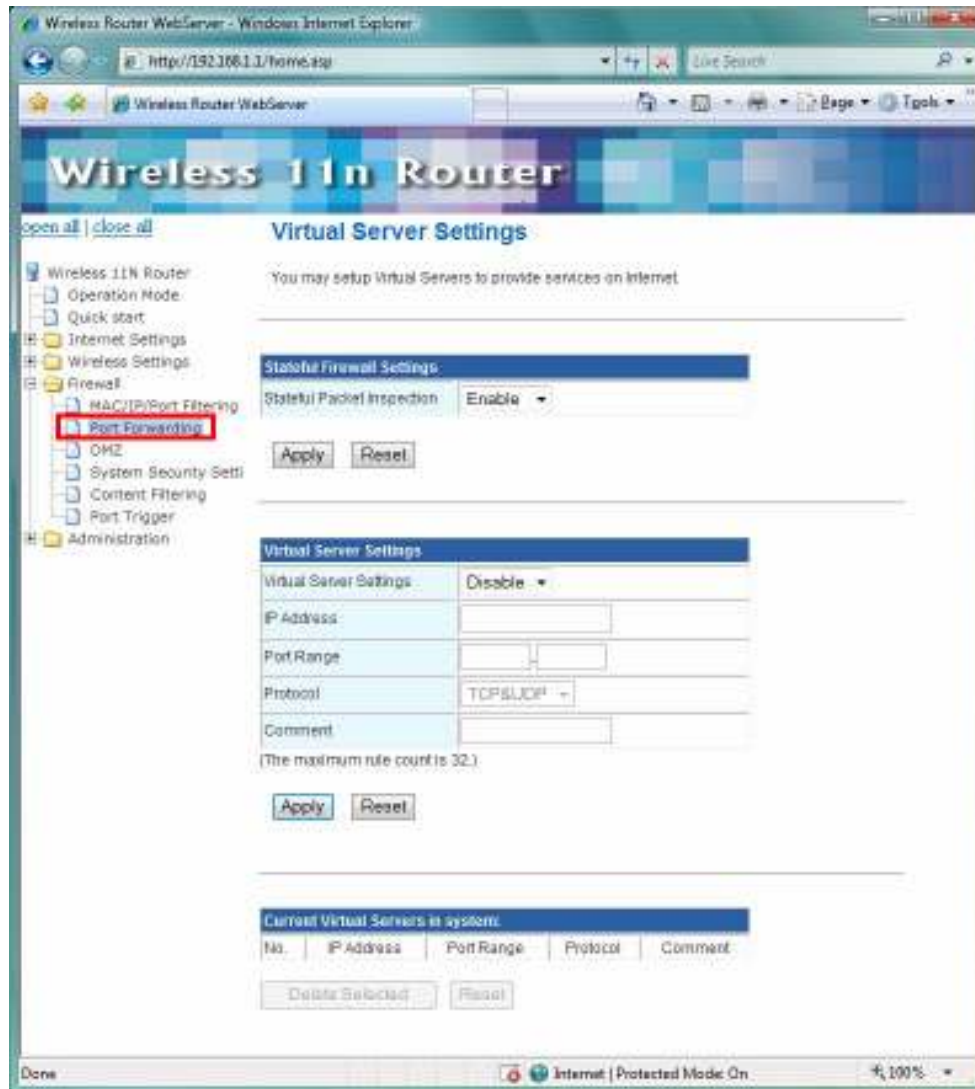 Wireless Router WebServer - Windows Internet Explorer
http://192.168.1.1/home.asp
Live Search
Wireless Router WebServer
Page
Tools
Wireless 11n Router
open all | close all
Wireless 11N Router
Operation Mode
Quick start
Internet Settings
Wireless Settings
Firewall
MAC/IP/Port Filtering
Port Forwarding
DMZ
System Security Setti
Content Filtering
Port Trigger
Administration
Virtual Server Settings
You may setup Virtual Servers to provide services on Internet.
Stateful Firewall Settings
Stateful Packet Inspection Enable
Apply Reset
Virtual Server Settings
Virtual Server Settings Disable
IP Address
Port Range -
Protocol TCP&UDP
Comment
(The maximum rule count is 32.)
Apply Reset
Current Virtual Servers in system:
No. IP Address Port Range Protocol Comment
Delete Selected Reset
Done
Internet | Protected Mode: On
100%